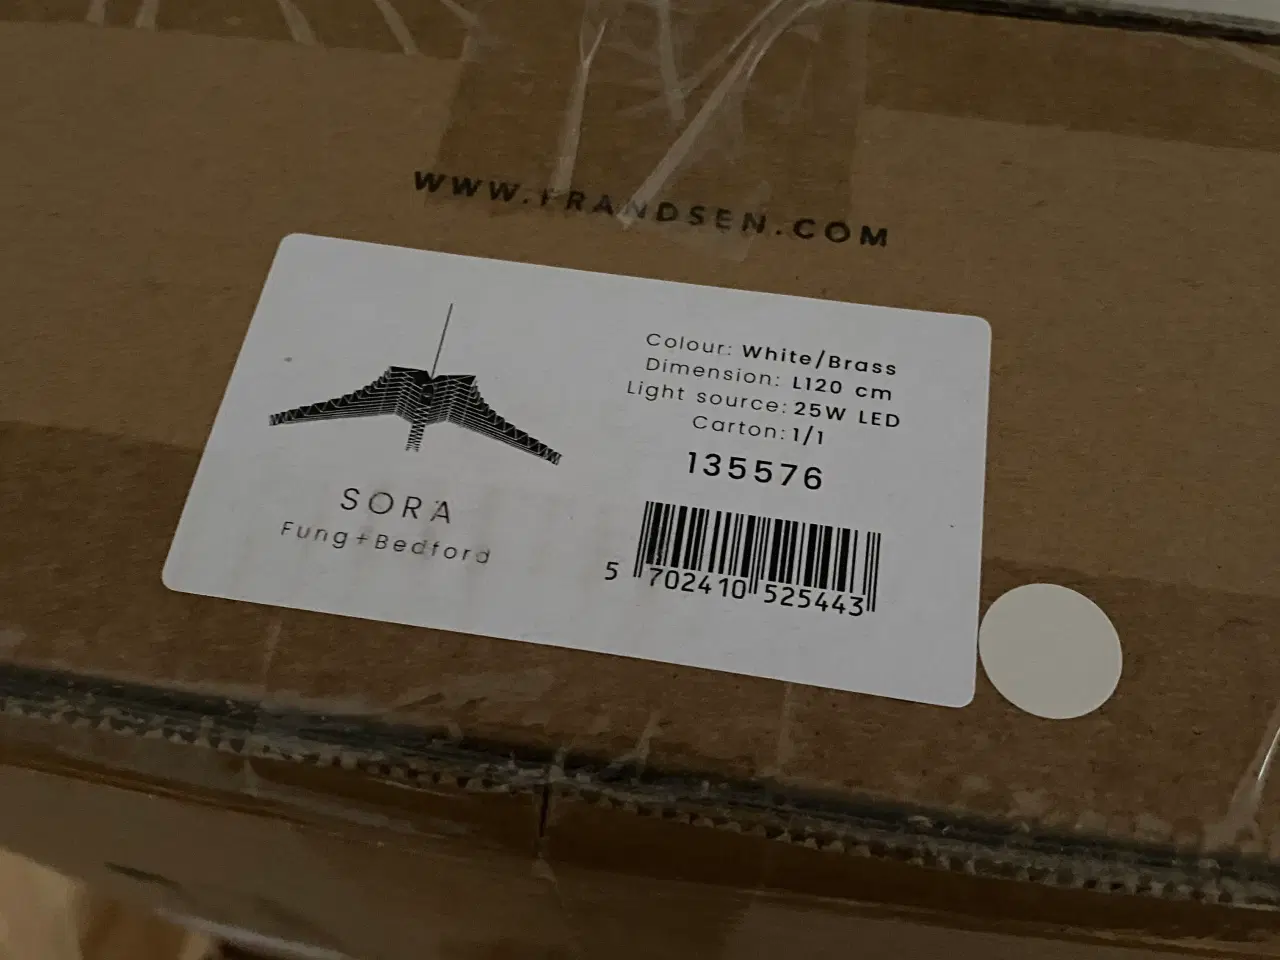 WWW.FRANDSEN.COM
SORA
Fung+Bedford
Colour: White/Brass
Dimension: L120 cm
Light source: 25W LED
Carton: 1/1
135576
5 702410 525443